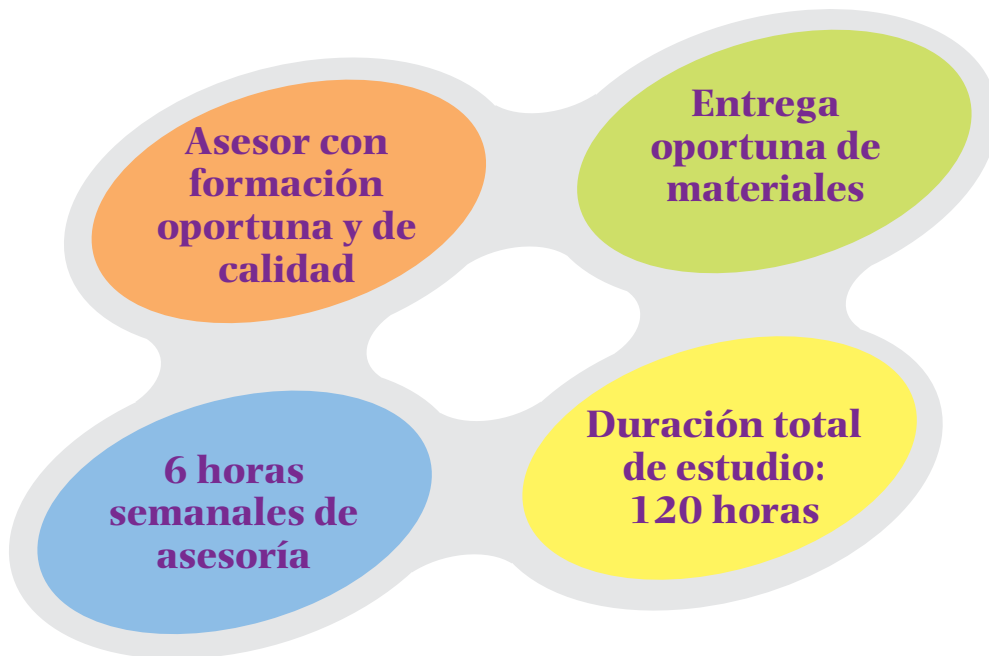 Asesor con
formación
oportuna y de
calidad
Entrega
oportuna de
materiales
6 horas
semanales de
asesoría
Duración total
de estudio:
120 horas